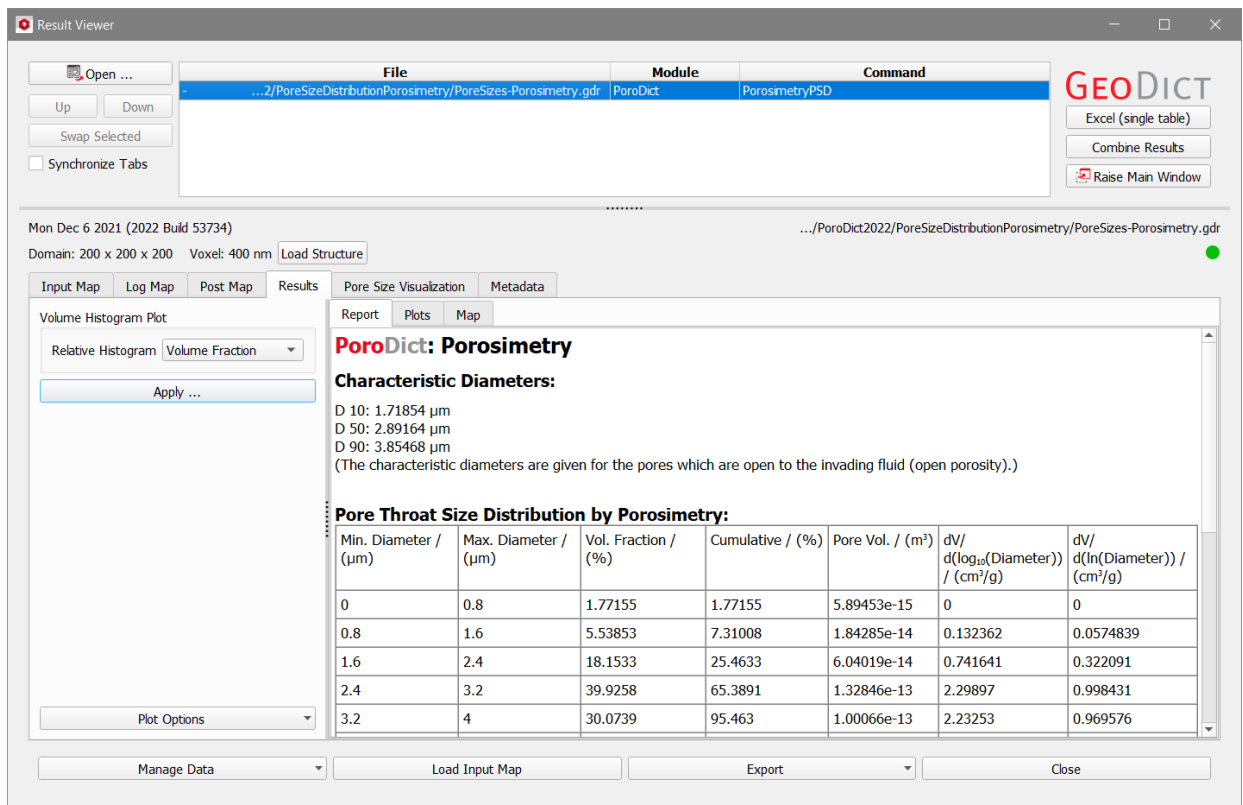 Result Viewer
Open ...
Up
Down
Swap Selected
Synchronize Tabs
File Module Command
- ...2/PoreSizeDistributionPorosimetry/PoreSizes-Porosimetry.gdr PoroDict PorosimetryPSD
GEODICT
Excel (single table)
Combine Results
Raise Main Window
Mon Dec 6 2021 (2022 Build 53734)
.../PoroDict2022/PoreSizeDistributionPorosimetry/PoreSizes-Porosimetry.gdr
Domain: 200 x 200 x 200 Voxel: 400 nm Load Structure
Input Map Log Map Post Map Results Pore Size Visualization Metadata
Volume Histogram Plot
Relative Histogram Volume Fraction
Apply ...
Plot Options
Report Plots Map
PoroDict: Porosimetry
Characteristic Diameters:
D 10: 1.71854 µm
D 50: 2.89164 µm
D 90: 3.85468 µm
(The characteristic diameters are given for the pores which are open to the invading fluid (open porosity).)
Pore Throat Size Distribution by Porosimetry:
Min. Diameter / (µm) Max. Diameter / (µm) Vol. Fraction / (%) Cumulative / (%) Pore Vol. / (m³) dV/ d(log₁₀(Diameter)) / (cm³/g) dV/ d(ln(Diameter)) / (cm³/g)
0 0.8 1.77155 1.77155 5.89453e-15 0 0
0.8 1.6 5.53853 7.31008 1.84285e-14 0.132362 0.0574839
1.6 2.4 18.1533 25.4633 6.04019e-14 0.741641 0.322091
2.4 3.2 39.9258 65.3891 1.32846e-13 2.29897 0.998431
3.2 4 30.0739 95.463 1.00066e-13 2.23253 0.969576
Manage Data
Load Input Map
Export
Close